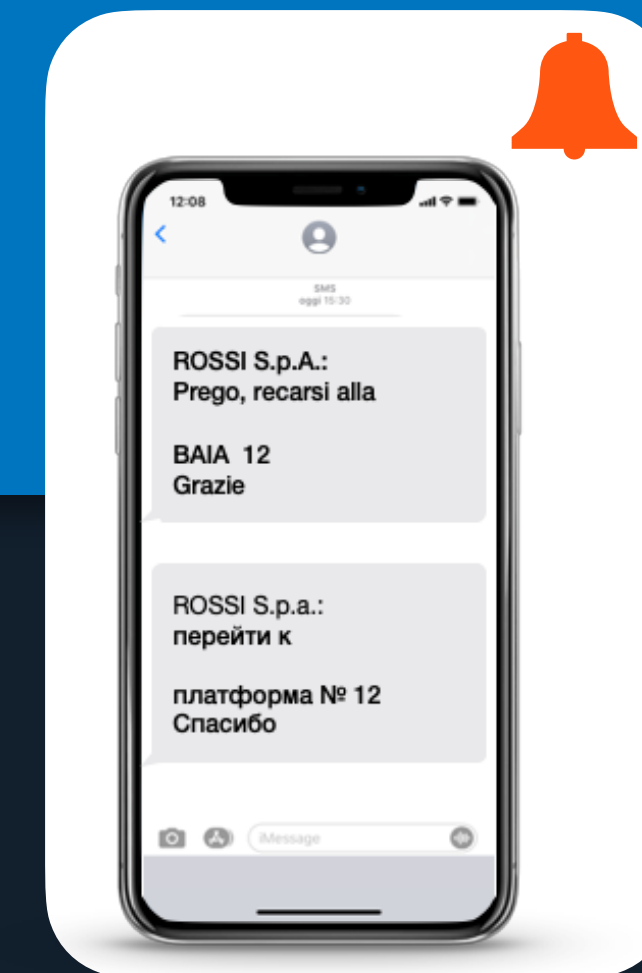 12:08
SMS
oggi 15:30
ROSSI S.p.A.:
Prego, recarsi alla
BAIA 12
Grazie
ROSSI S.p.a.:
перейти к
платформа № 12
Спасибо
iMessage